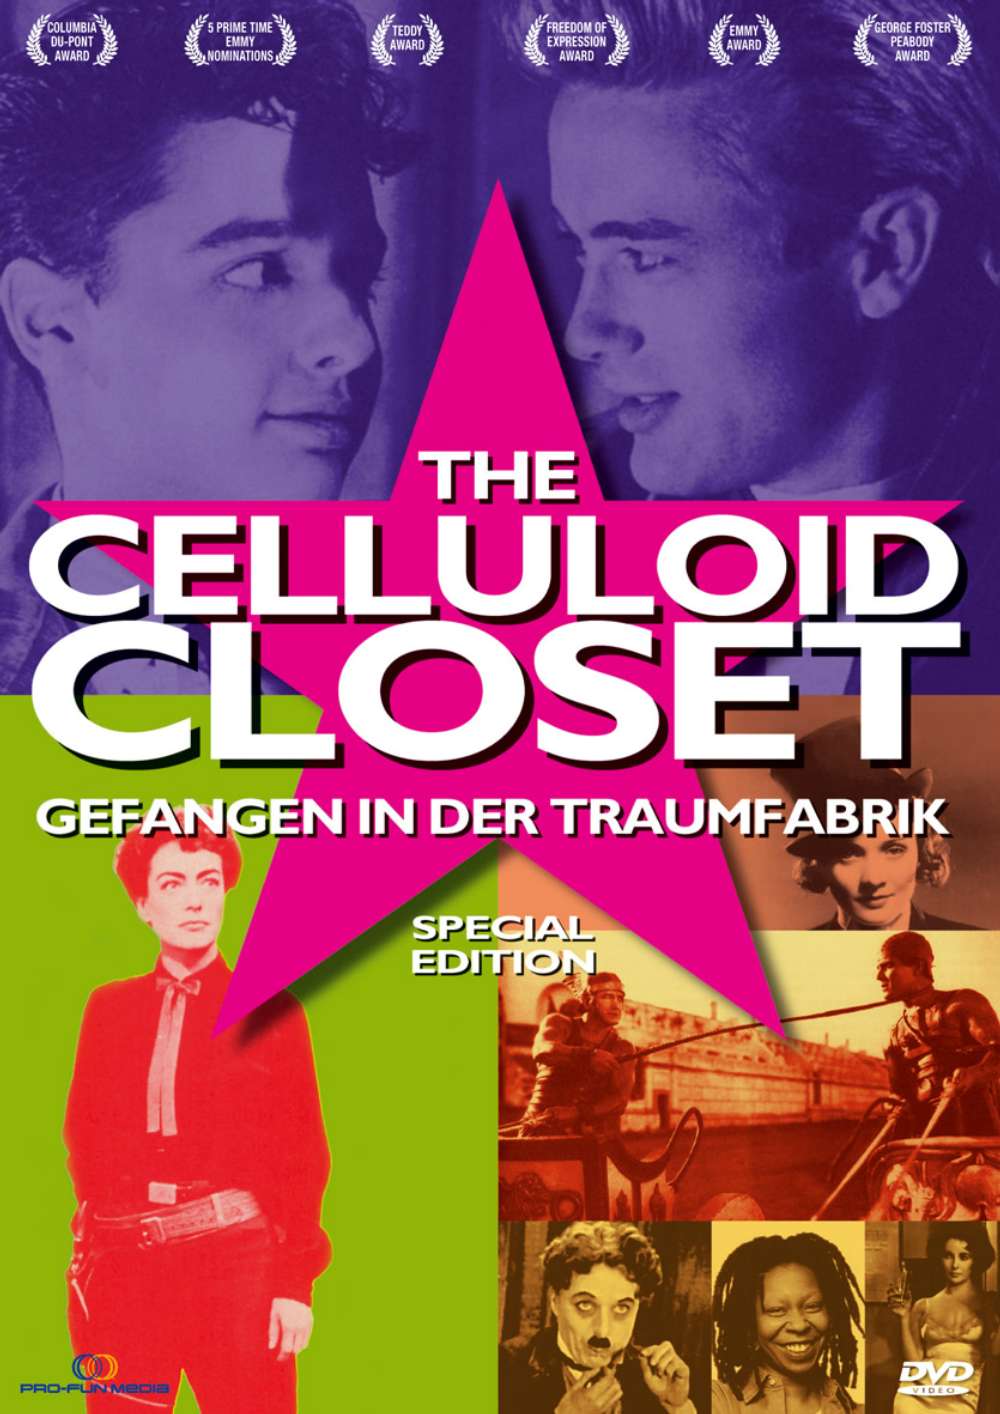 COLUMBIA
DU-PONT
AWARD
5 PRIME TIME
EMMY
NOMINATIONS
TEDDY
AWARD
FREEDOM OF
EXPRESSION
AWARD
EMMY
AWARD
GEORGE FOSTER
PEABODY
AWARD
THE
CELLULOID
CLOSET
GEFANGEN IN DER TRAUMFABRIK
SPECIAL
EDITION
PRO-FUN MEDIA
DVD
VIDEO